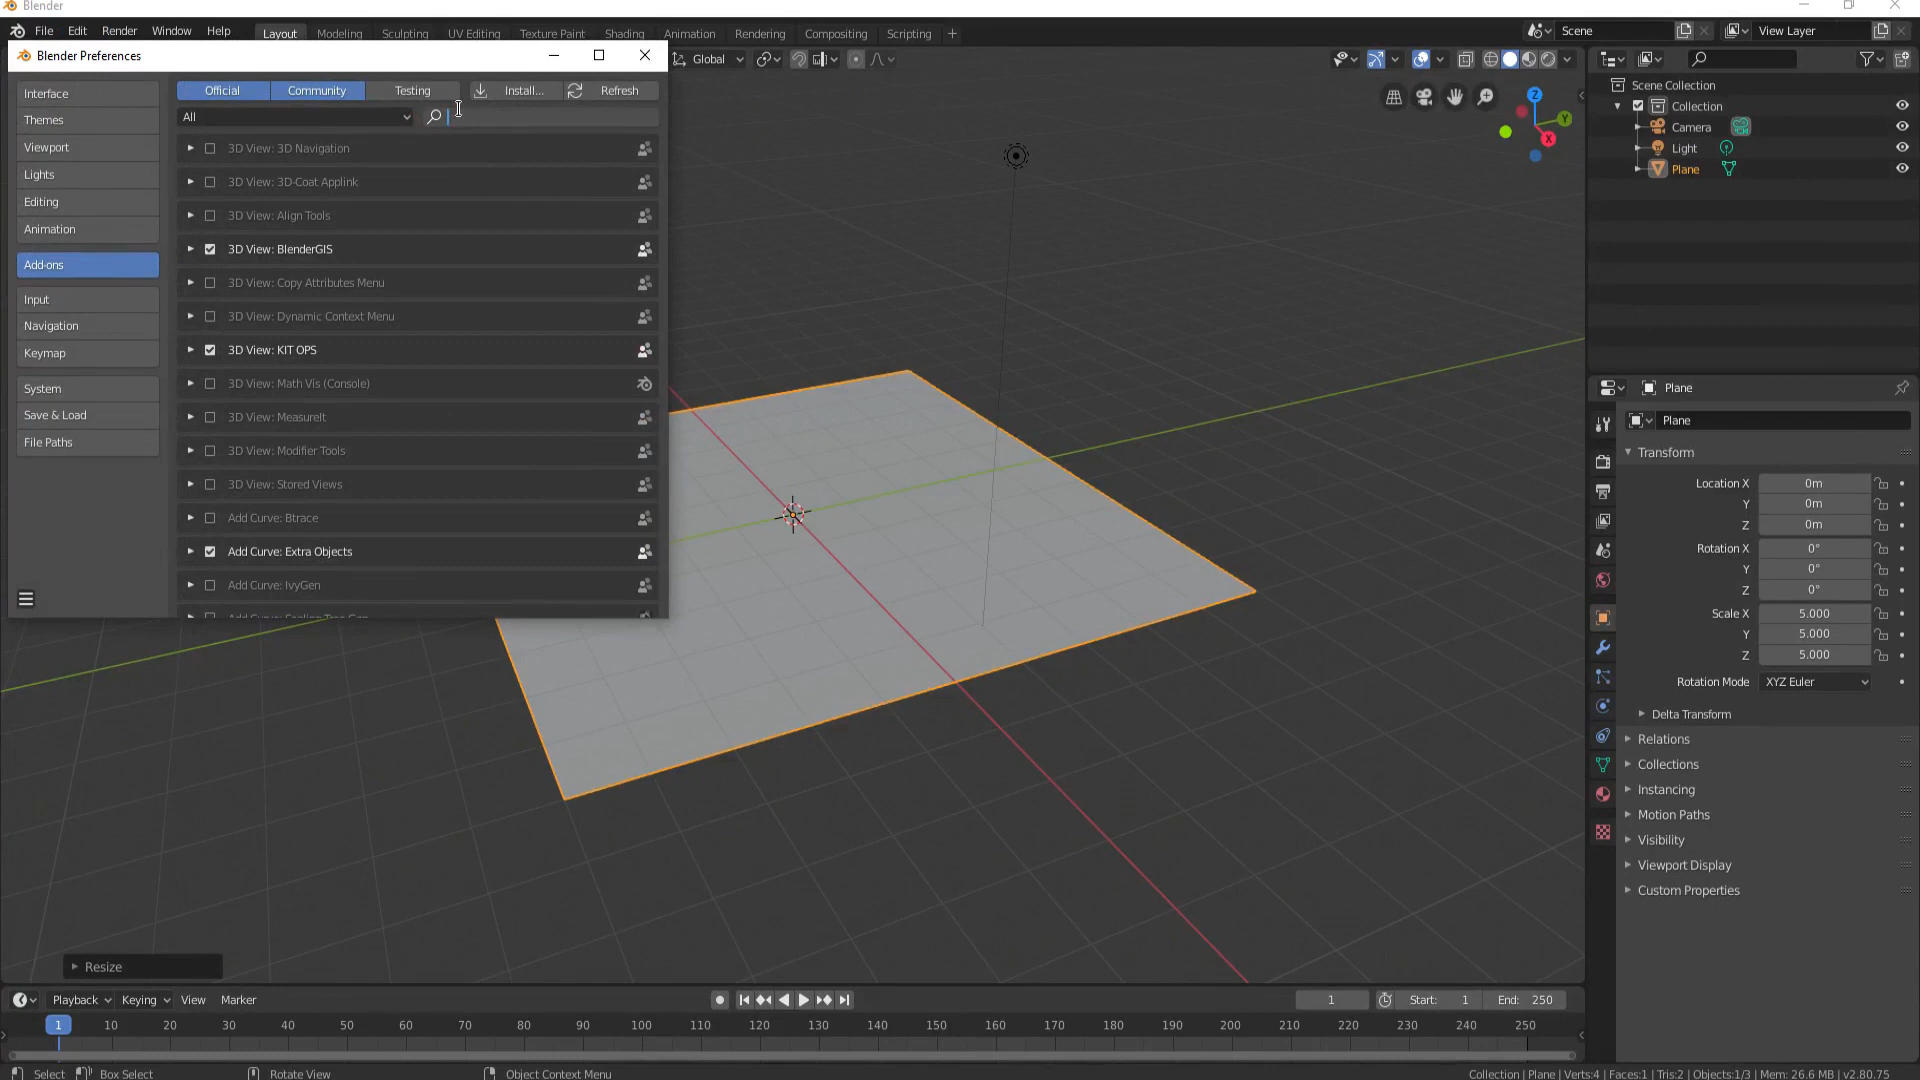 Blender
File Edit Render Window Help
Layout Modeling Sculpting UV Editing Texture Paint Shading Animation Rendering Compositing Scripting +
Scene
View Layer
Blender Preferences
Global
Interface
Themes
Viewport
Lights
Editing
Animation
Add-ons
Input
Navigation
Keymap
System
Save & Load
File Paths
Official Community Testing Install... Refresh
All
3D View: 3D Navigation
3D View: 3D-Coat Applink
3D View: Align Tools
3D View: BlenderGIS
3D View: Copy Attributes Menu
3D View: Dynamic Context Menu
3D View: KIT OPS
3D View: Math Vis (Console)
3D View: MeasureIt
3D View: Modifier Tools
3D View: Stored Views
Add Curve: Btrace
Add Curve: Extra Objects
Add Curve: IvyGen
Z
Y
X
Scene Collection
Collection
Camera
Light
Plane
Plane
Plane
Transform
Location X 0m
Y 0m
Z 0m
Rotation X 0°
Y 0°
Z 0°
Scale X 5.000
Y 5.000
Z 5.000
Rotation Mode XYZ Euler
Delta Transform
Relations
Collections
Instancing
Motion Paths
Visibility
Viewport Display
Custom Properties
Resize
Playback Keying View Marker
1 Start: 1 End: 250
1 10 20 30 40 50 60 70 80 90 100 110 120 130 140 150 160 170 180 190 200 210 220 230 240 250
Select Box Select Rotate View Object Context Menu
Collection | Plane | Verts:4 | Faces:1 | Tris:2 | Objects:1/3 | Mem: 26.6 MB | v2.80.75